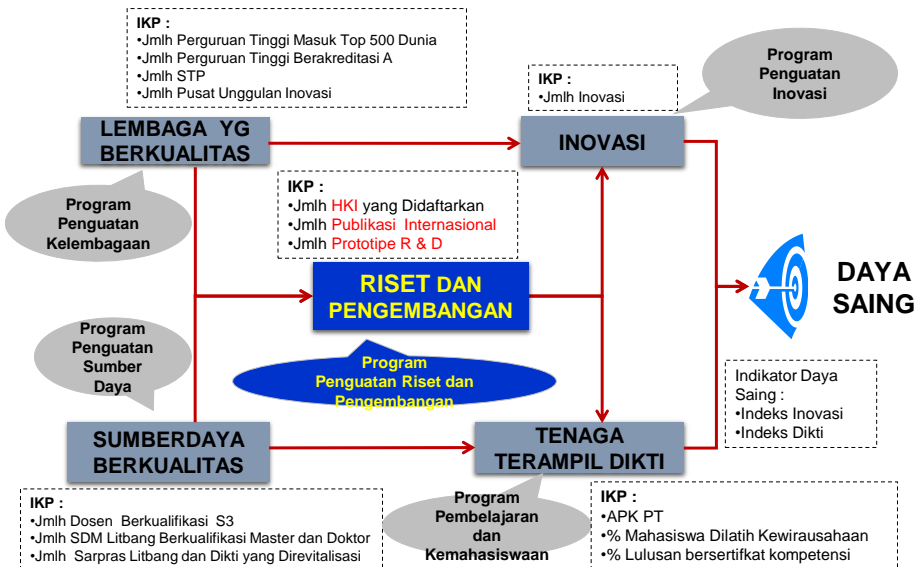 IKP :
•Jmlh Perguruan Tinggi Masuk Top 500 Dunia
•Jmlh Perguruan Tinggi Berakreditasi A
•Jmlh STP
•Jmlh Pusat Unggulan Inovasi
IKP :
•Jmlh Inovasi
Program
Penguatan
Inovasi
LEMBAGA YG
BERKUALITAS
INOVASI
Program
Penguatan
Kelembagaan
IKP :
•Jmlh HKI yang Didaftarkan
•Jmlh Publikasi Internasional
•Jmlh Prototipe R & D
RISET DAN
PENGEMBANGAN
DAYA
SAING
Program
Penguatan
Sumber
Daya
Program
Penguatan Riset dan
Pengembangan
Indikator Daya
Saing :
•Indeks Inovasi
•Indeks Dikti
SUMBERDAYA
BERKUALITAS
TENAGA
TERAMPIL DIKTI
IKP :
•Jmlh Dosen Berkualifikasi S3
•Jmlh SDM Litbang Berkualifikasi Master dan Doktor
•Jmlh Sarpras Litbang dan Dikti yang Direvitalisasi
Program
Pembelajaran
dan
Kemahasiswaan
IKP :
•APK PT
•% Mahasiswa Dilatih Kewirausahaan
•% Lulusan bersertifkat kompetensi